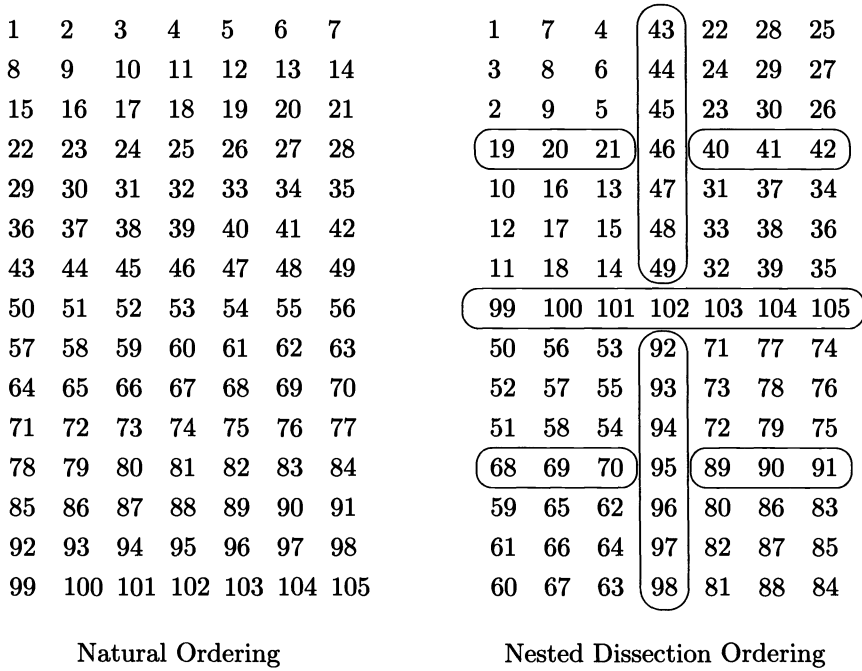 1 2 3 4 5 6 7 1 7 4 43 22 28 25
8 9 10 11 12 13 14 3 8 6 44 24 29 27
15 16 17 18 19 20 21 2 9 5 45 23 30 26
22 23 24 25 26 27 28 19 20 21 46 40 41 42
29 30 31 32 33 34 35 10 16 13 47 31 37 34
36 37 38 39 40 41 42 12 17 15 48 33 38 36
43 44 45 46 47 48 49 11 18 14 49 32 39 35
50 51 52 53 54 55 56 99 100 101 102 103 104 105
57 58 59 60 61 62 63 50 56 53 92 71 77 74
64 65 66 67 68 69 70 52 57 55 93 73 78 76
71 72 73 74 75 76 77 51 58 54 94 72 79 75
78 79 80 81 82 83 84 68 69 70 95 89 90 91
85 86 87 88 89 90 91 59 65 62 96 80 86 83
92 93 94 95 96 97 98 61 66 64 97 82 87 85
99 100 101 102 103 104 105 60 67 63 98 81 88 84
Natural Ordering Nested Dissection Ordering